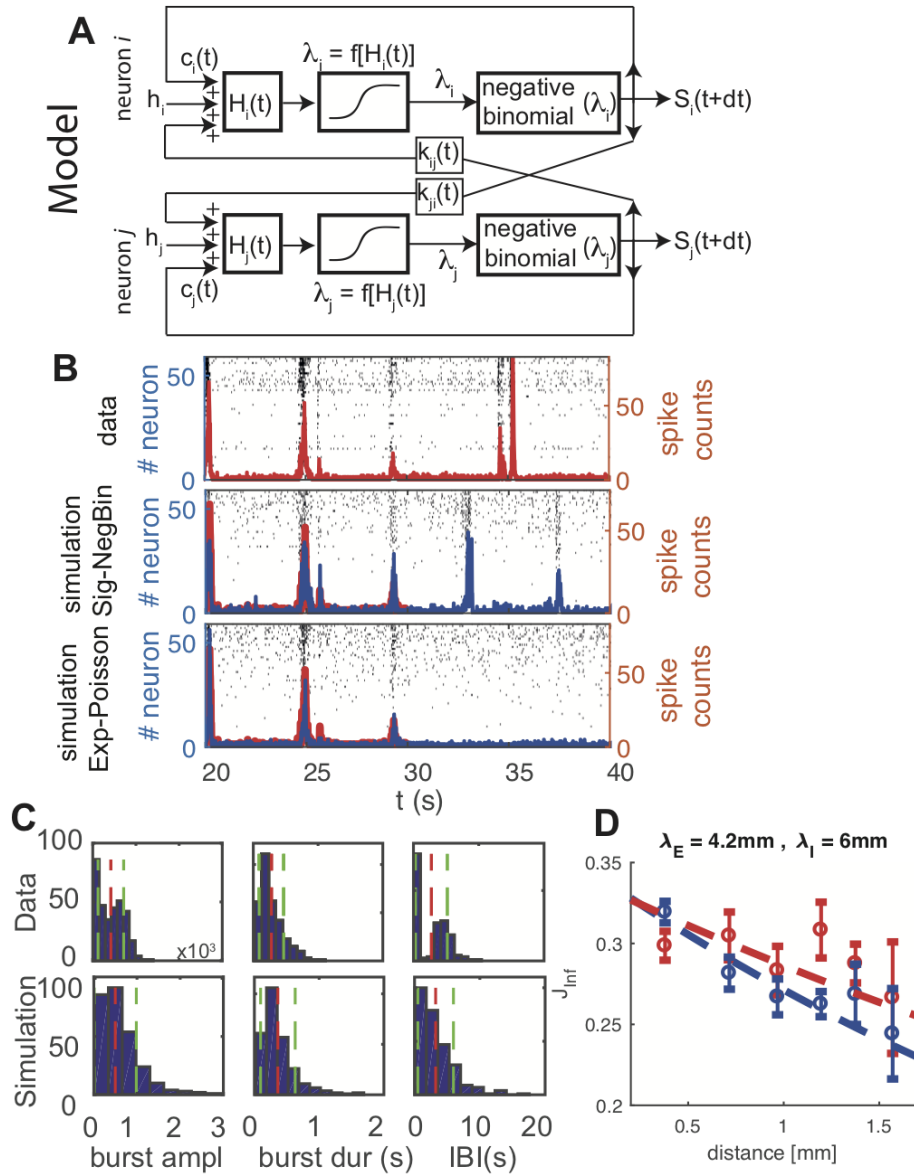 A
Model
neuron i
c_i(t)
h_i
+
+
+
H_i(t)
λ_i = f[H_i(t)]
λ_i
negative
binomial (λ_i)
S_i(t+dt)
k_ij(t)
k_ji(t)
neuron j
+
+
+
h_j
c_j(t)
H_j(t)
λ_j = f[H_j(t)]
λ_j
negative
binomial (λ_j)
S_j(t+dt)
B
data
# neuron
50
0
50
0
spike
counts
simulation
Sig-NegBin
# neuron
50
0
50
0
spike
counts
simulation
Exp-Poisson
# neuron
50
0
50
0
spike
counts
20 25 30 35 40
t (s)
C
Data
100
50
0
x10³
Simulation
100
50
0
0 1 2 3
burst ampl
0 1 2
burst dur (s)
0 10 20
IBI(s)
D
λ_E = 4.2mm , λ_I = 6mm
0.35
0.3
0.25
0.2
J_Inf
0.5 1 1.5
distance [mm]